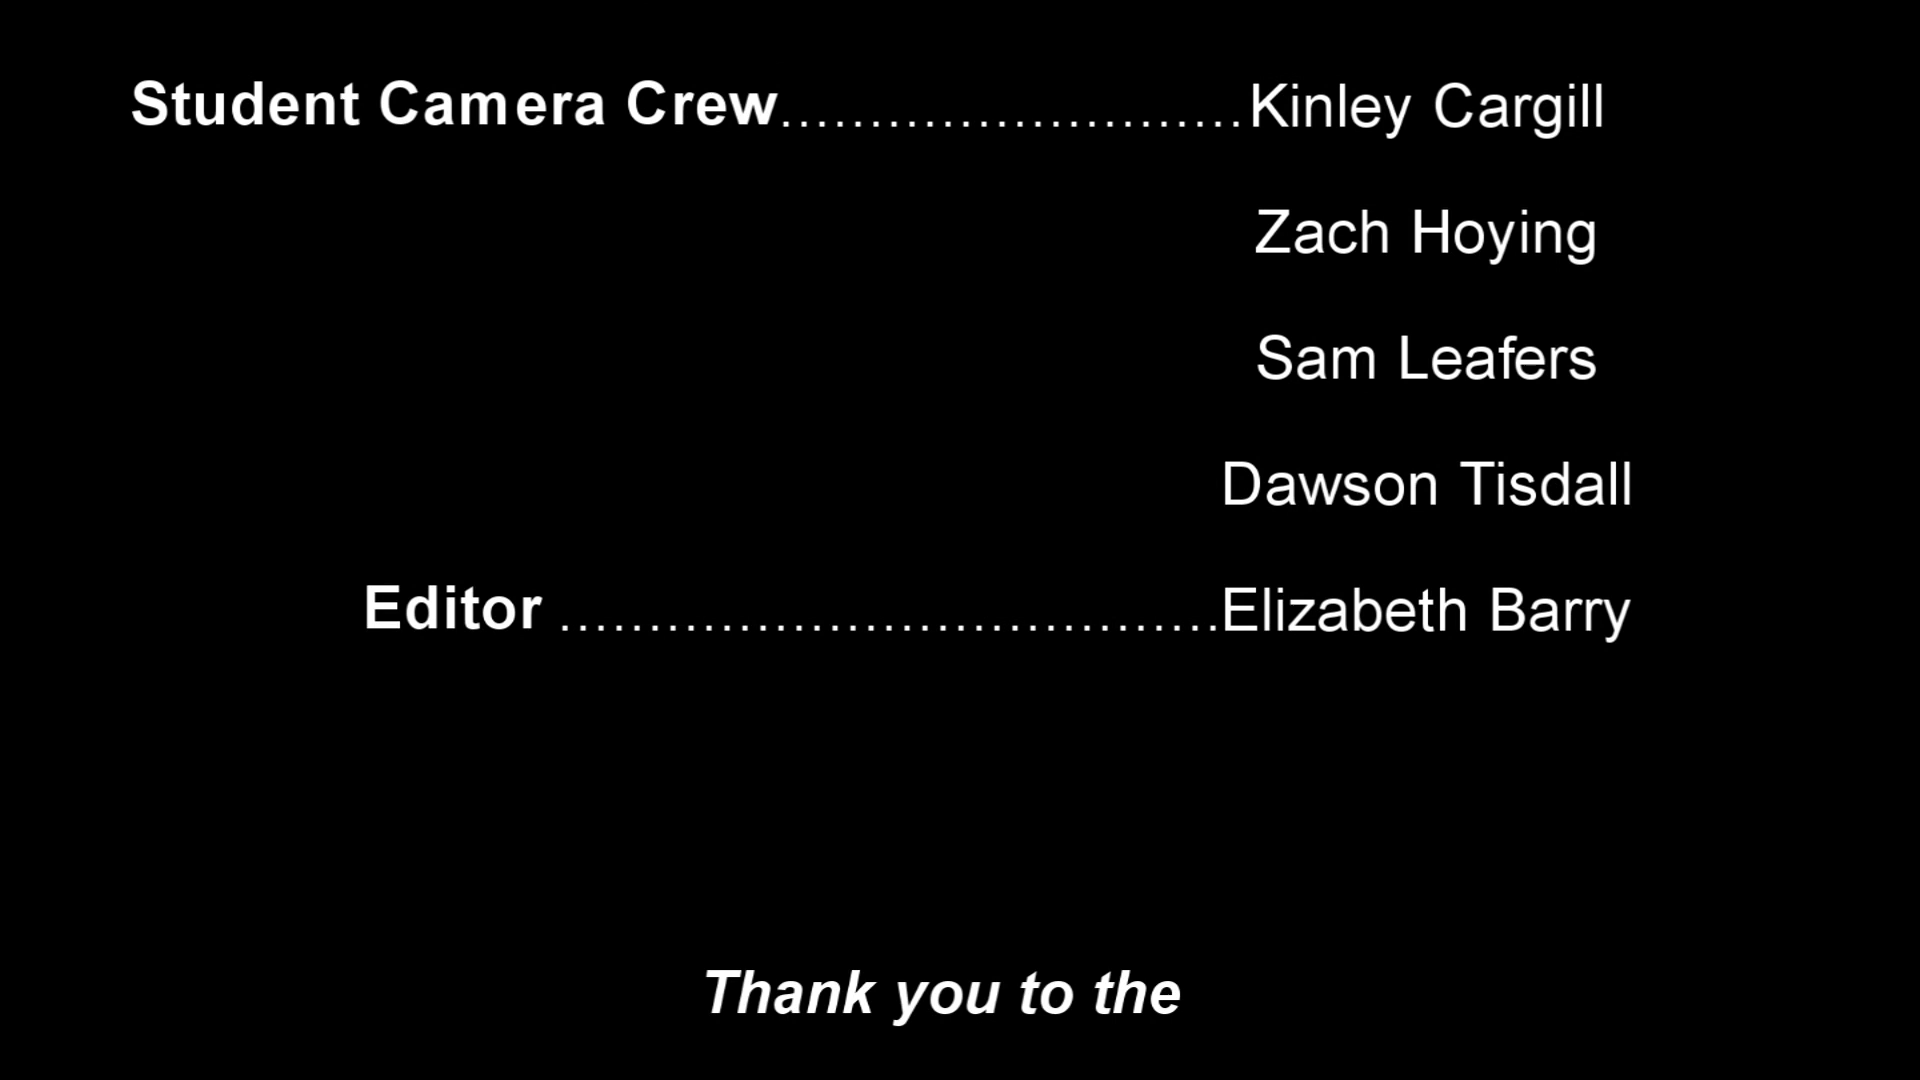 Student Camera Crew..........................Kinley Cargill
Zach Hoying
Sam Leafers
Dawson Tisdall
Editor .....................................Elizabeth Barry
Thank you to the